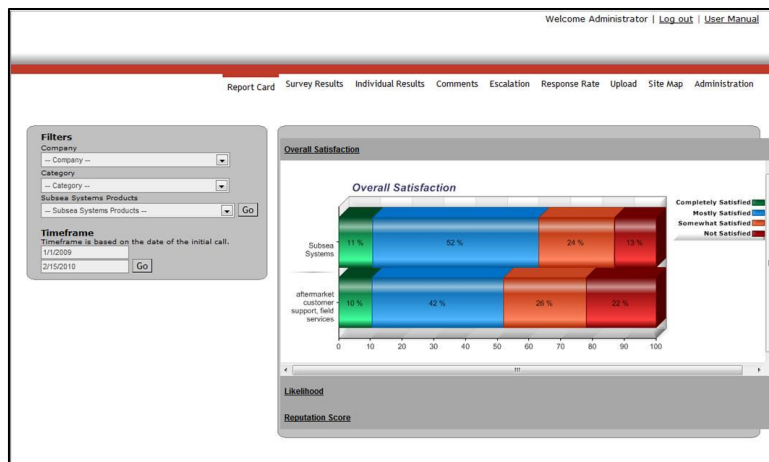 Welcome Administrator | Log out | User Manual
Report Card Survey Results Individual Results Comments Escalation Response Rate Upload Site Map Administration
Filters
Company
-- Company --
Category
-- Category --
Subsea Systems Products
-- Subsea Systems Products -- Go
Timeframe
Timeframe is based on the date of the initial call.
1/1/2009
2/15/2010 Go
Overall Satisfaction
Overall Satisfaction
Completely Satisfied
Mostly Satisfied
Somewhat Satisfied
Not Satisfied
Subsea
Systems
11 % 52 % 24 % 13 %
aftermarket
customer
support, field
services
10 % 42 % 26 % 22 %
0 10 20 30 40 50 60 70 80 90 100
Likelihood
Reputation Score